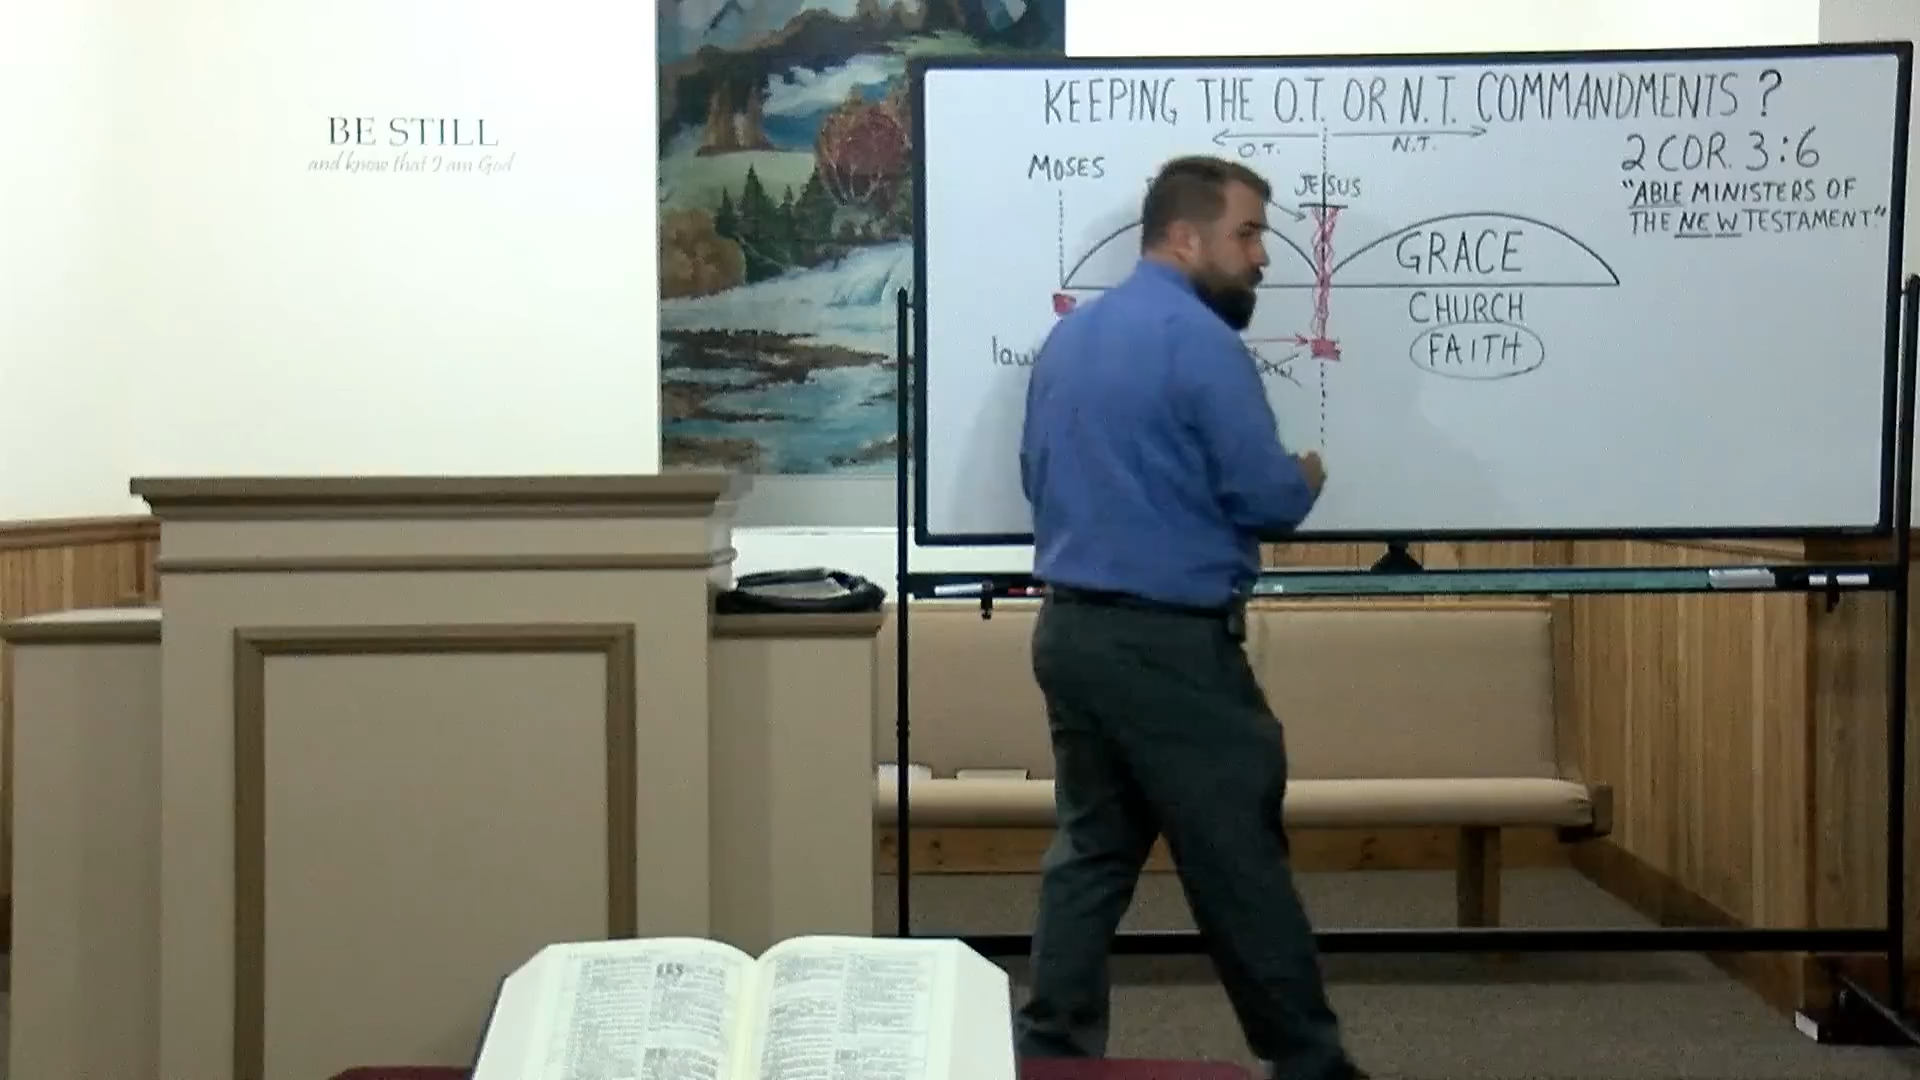 BE STILL
and know that I am God
KEEPING THE O.T. OR N.T. COMMANDMENTS ?
O.T. N.T.
MOSES
JESUS
2 COR. 3:6
"ABLE MINISTERS OF
THE NEW TESTAMENT"
GRACE
CHURCH
law
FAITH